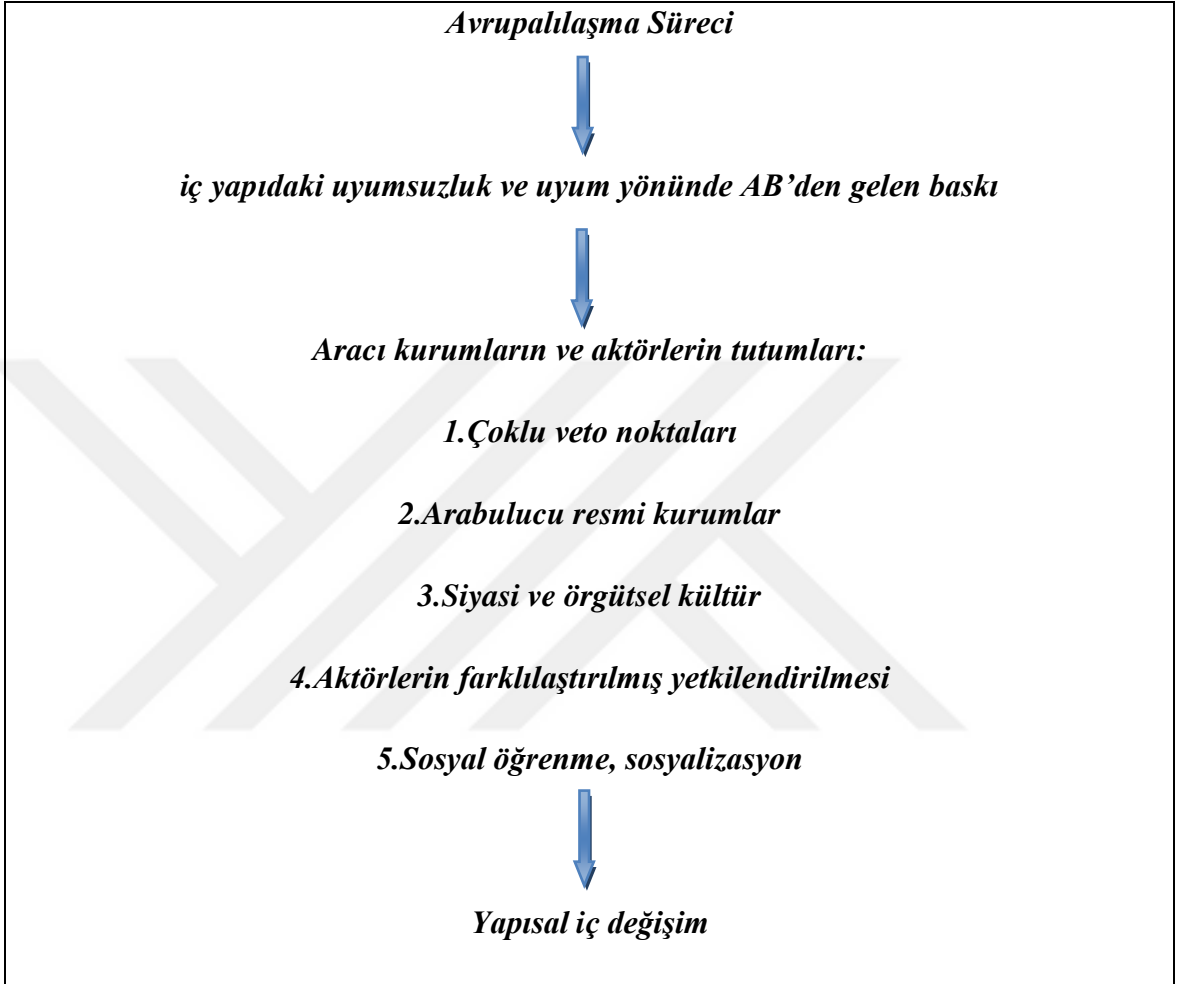 Avrupalılaşma Süreci
iç yapıdaki uyumsuzluk ve uyum yönünde AB’den gelen baskı
Aracı kurumların ve aktörlerin tutumları:
1.Çoklu veto noktaları
2.Arabulucu resmi kurumlar
3.Siyasi ve örgütsel kültür
4.Aktörlerin farklılaştırılmış yetkilendirilmesi
5.Sosyal öğrenme, sosyalizasyon
Yapısal iç değişim